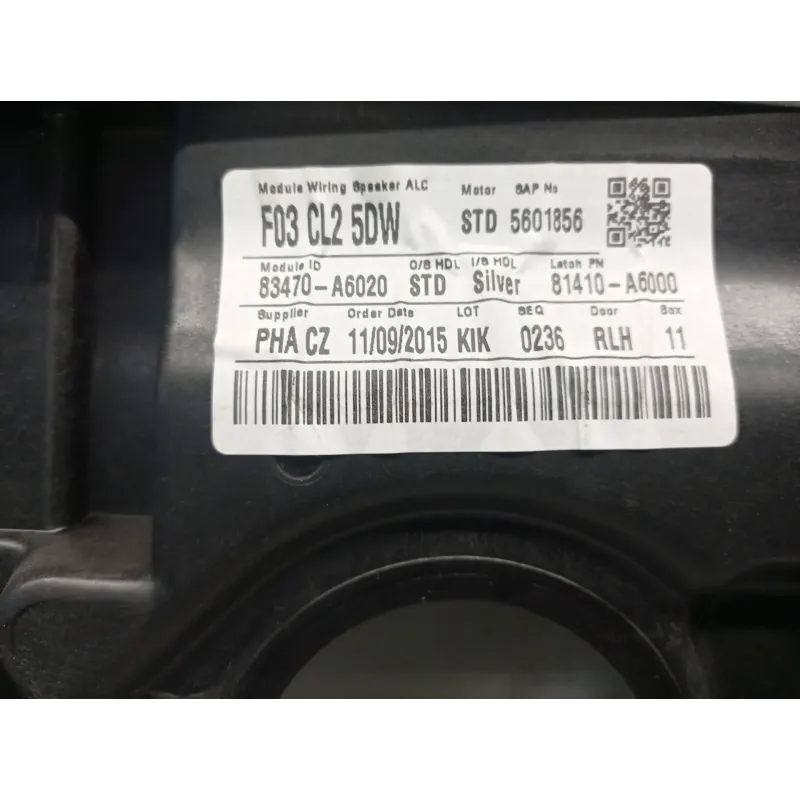 Module Wiring Speaker ALC Motor SAP No
F03 CL2 5DW STD 5601856
Module ID O/S HDL I/S HDL Latch PN
83470-A6020 STD Silver 81410-A6000
Supplier Order Date LOT SEQ Door Box
PHA CZ 11/09/2015 KIK 0236 RLH 11